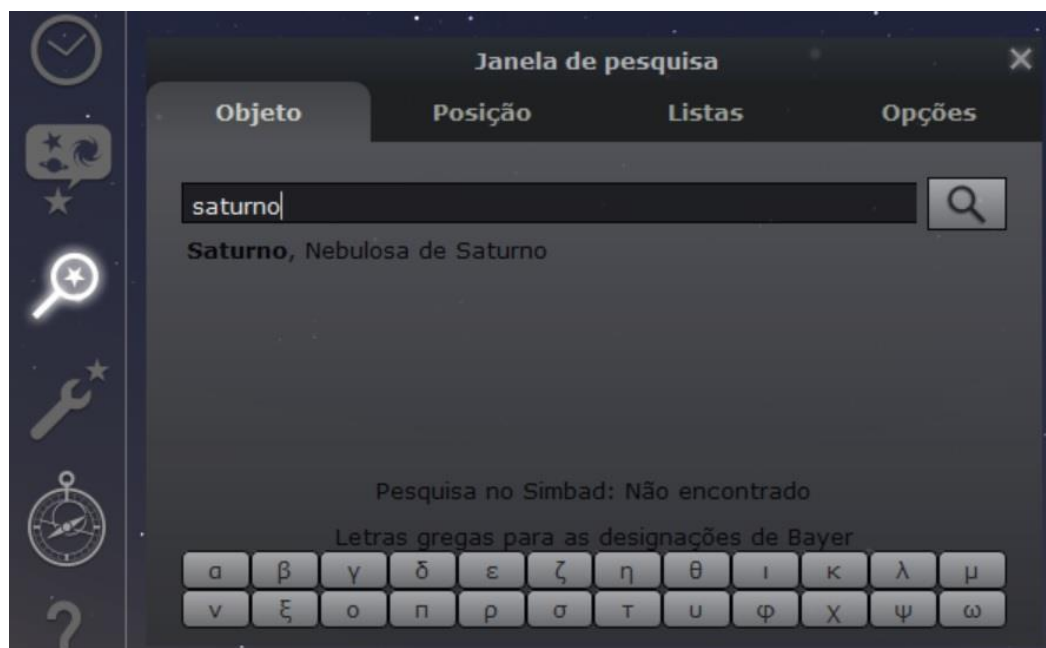 Janela de pesquisa
Objeto Posição Listas Opções
saturno
Saturno, Nebulosa de Saturno
Pesquisa no Simbad: Não encontrado
Letras gregas para as designações de Bayer
α β γ δ ε ζ η θ ι κ λ μ
ν ξ ο π ρ σ τ υ φ χ ψ ω